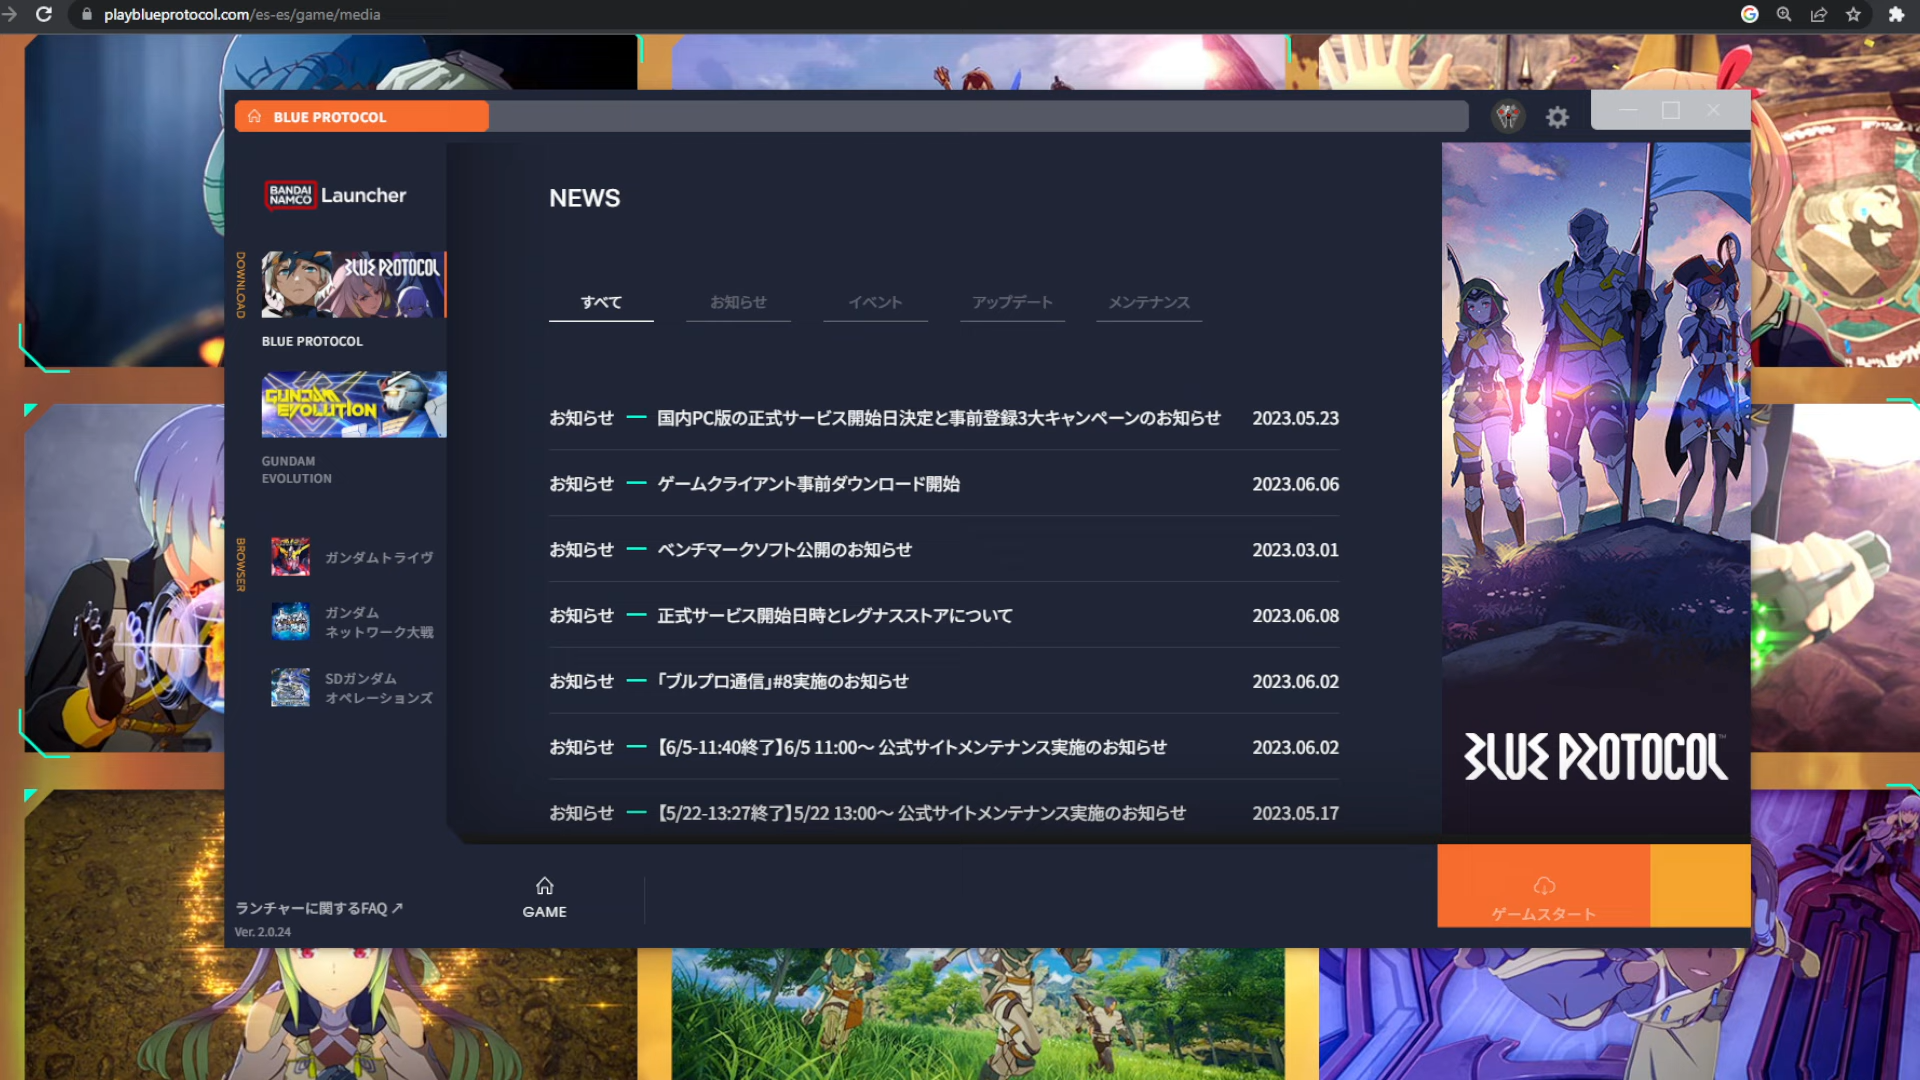 playblueprotocol.com/es-es/game/media
BLUE PROTOCOL
BANDAI
NAMCO
Launcher
NEWS
DOWNLOAD
BLUE PROTOCOL
BLUE PROTOCOL
GUNDAM
EVOLUTION
GUNDAM
EVOLUTION
BROWSER
ガンダムトライヴ
ガンダム
ネットワーク大戦
SDガンダム
オペレーションズ
すべて
お知らせ
イベント
アップデート
メンテナンス
お知らせ — 国内PC版の正式サービス開始日決定と事前登録3大キャンペーンのお知らせ 2023.05.23
お知らせ — ゲームクライアント事前ダウンロード開始 2023.06.06
お知らせ — ベンチマークソフト公開のお知らせ 2023.03.01
お知らせ — 正式サービス開始日時とレグナスストアについて 2023.06.08
お知らせ — 「ブルプロ通信」#8実施のお知らせ 2023.06.02
お知らせ — 【6/5-11:40終了】6/5 11:00～ 公式サイトメンテナンス実施のお知らせ 2023.06.02
お知らせ — 【5/22-13:27終了】5/22 13:00～ 公式サイトメンテナンス実施のお知らせ 2023.05.17
BLUE PROTOCOL™
ランチャーに関するFAQ ↗
Ver. 2.0.24
GAME
ゲームスタート